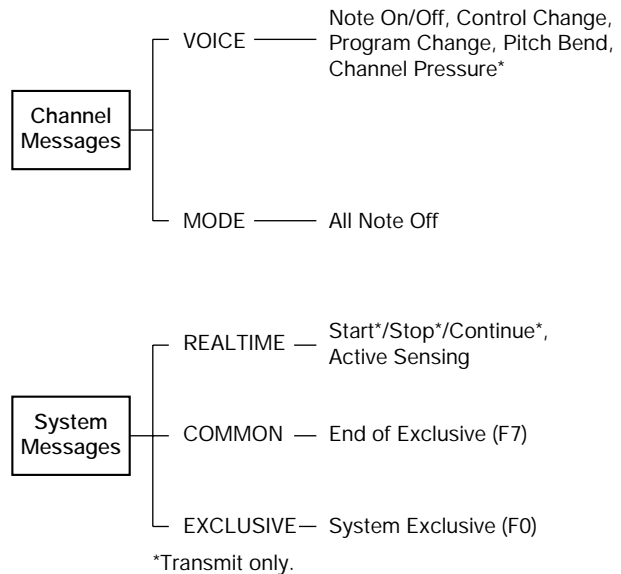 Channel
Messages
VOICE
Note On/Off, Control Change,
Program Change, Pitch Bend,
Channel Pressure*
MODE
All Note Off
System
Messages
REALTIME
Start*/Stop*/Continue*,
Active Sensing
COMMON
End of Exclusive (F7)
EXCLUSIVE
System Exclusive (F0)
*Transmit only.